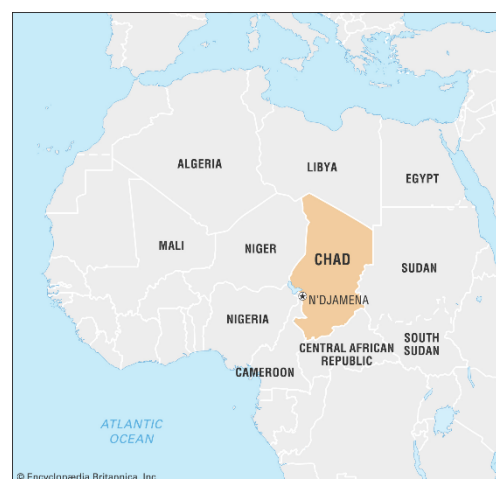 ALGERIA
LIBYA
EGYPT
MALI
NIGER
CHAD
SUDAN
N'DJAMENA
NIGERIA
SOUTH
SUDAN
CENTRAL AFRICAN
REPUBLIC
CAMEROON
ATLANTIC
OCEAN
© Encyclopædia Britannica, Inc.